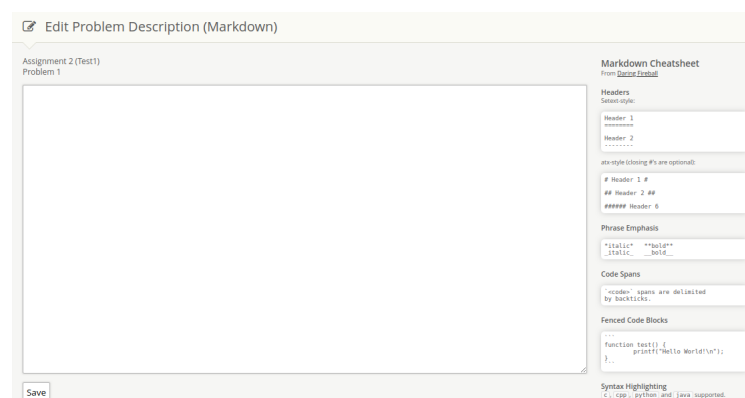 Edit Problem Description (Markdown)
Assignment 2 (Test1)
Problem 1
Save
Markdown Cheatsheet
From Daring Fireball
Headers
Setext-style:
Header 1
========
Header 2
--------
atx-style (closing #'s are optional):
# Header 1 #
## Header 2 ##
###### Header 6
Phrase Emphasis
*italic*   **bold**
_italic_   __bold__
Code Spans
`<code>` spans are delimited
by backticks.
Fenced Code Blocks
```
function test() {
        printf("Hello World!\n");
}
```
Syntax Highlighting
c, cpp, python and java supported.